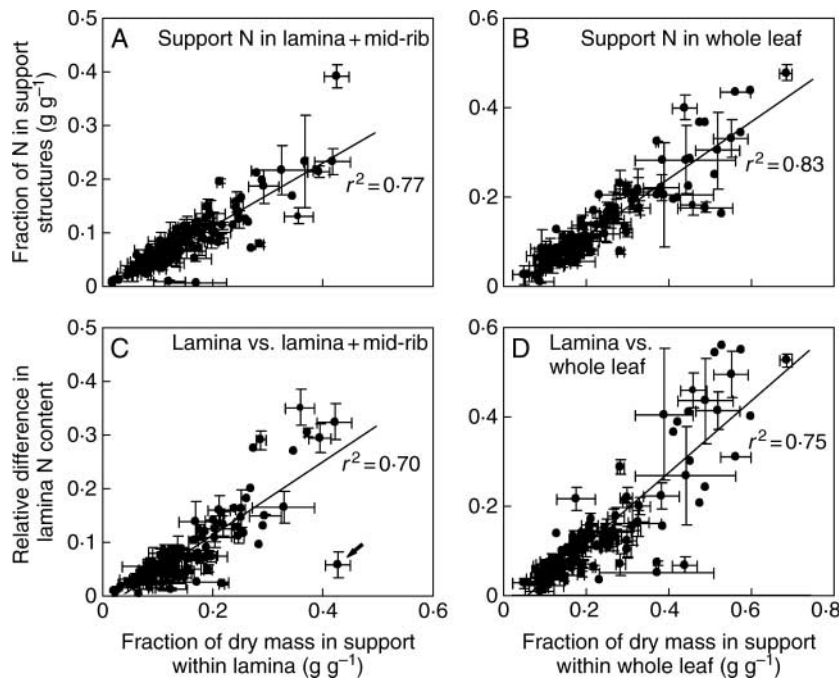 A
Support N in lamina + mid-rib
B
Support N in whole leaf
Fraction of N in support
structures (g g⁻¹)
0·5
0·4
0·3
0·2
0·1
0
r² = 0·77
0·6
0·4
0·2
0
r² = 0·83
C
Lamina vs. lamina + mid-rib
D
Lamina vs.
whole leaf
Relative difference in
lamina N content
0·5
0·4
0·3
0·2
0·1
0
r² = 0·70
0·6
0·4
0·2
0
r² = 0·75
0
0·2
0·4
0·6
0
0·2
0·4
0·6
0·8
Fraction of dry mass in support
within lamina (g g⁻¹)
Fraction of dry mass in support
within whole leaf (g g⁻¹)